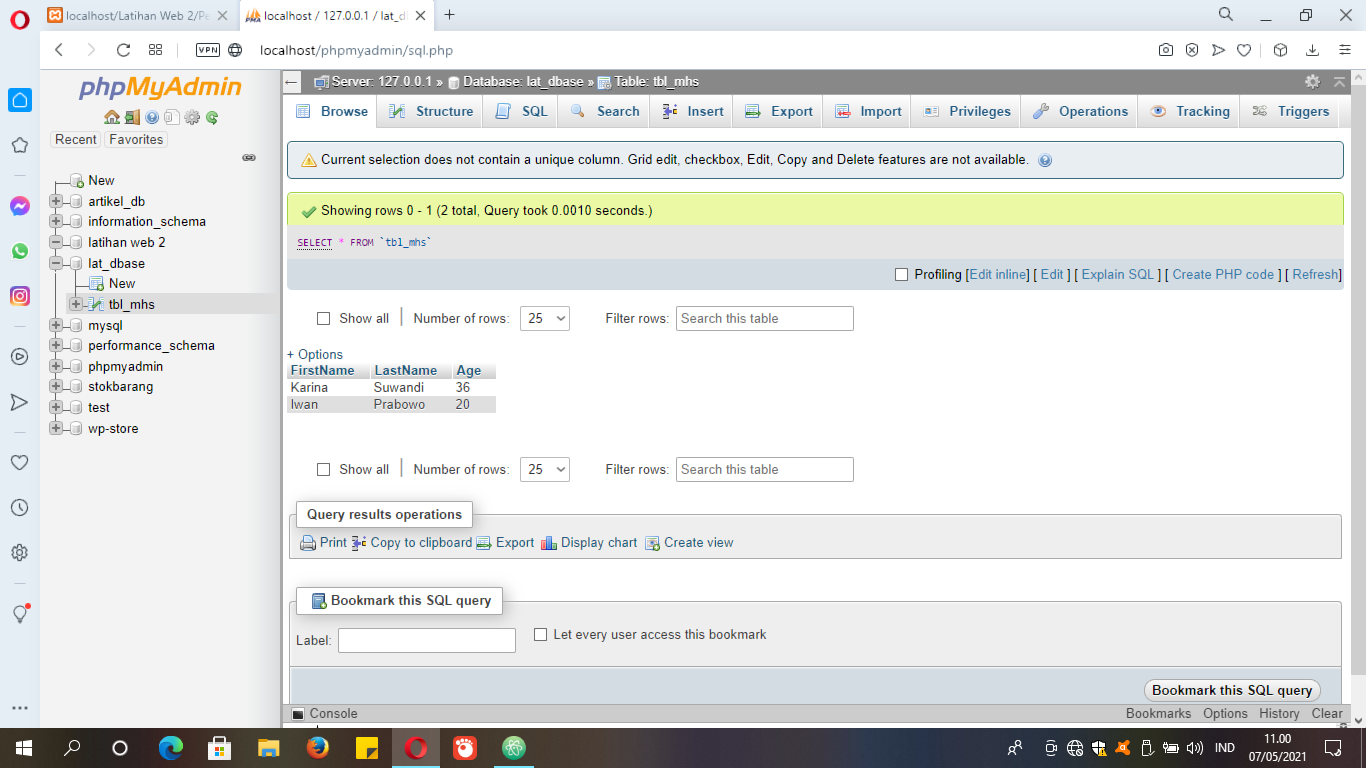 localhost/Latihan Web 2/Pe
localhost / 127.0.0.1 / lat_d
VPN
localhost/phpmyadmin/sql.php
phpMyAdmin
Recent
Favorites
New
artikel_db
information_schema
latihan web 2
lat_dbase
New
tbl_mhs
mysql
performance_schema
phpmyadmin
stokbarang
test
wp-store
Server: 127.0.0.1 » Database: lat_dbase » Table: tbl_mhs
Browse Structure SQL Search Insert Export Import Privileges Operations Tracking Triggers
Current selection does not contain a unique column. Grid edit, checkbox, Edit, Copy and Delete features are not available.
Showing rows 0 - 1 (2 total, Query took 0.0010 seconds.)
SELECT * FROM `tbl_mhs`
Profiling [Edit inline] [ Edit ] [ Explain SQL ] [ Create PHP code ] [ Refresh]
Show all | Number of rows: 25 Filter rows: Search this table
+ Options
FirstName LastName Age
Karina Suwandi 36
Iwan Prabowo 20
Show all | Number of rows: 25 Filter rows: Search this table
Query results operations
Print Copy to clipboard Export Display chart Create view
Bookmark this SQL query
Label:
Let every user access this bookmark
Bookmark this SQL query
Console
Bookmarks Options History Clear
IND
11.00
07/05/2021